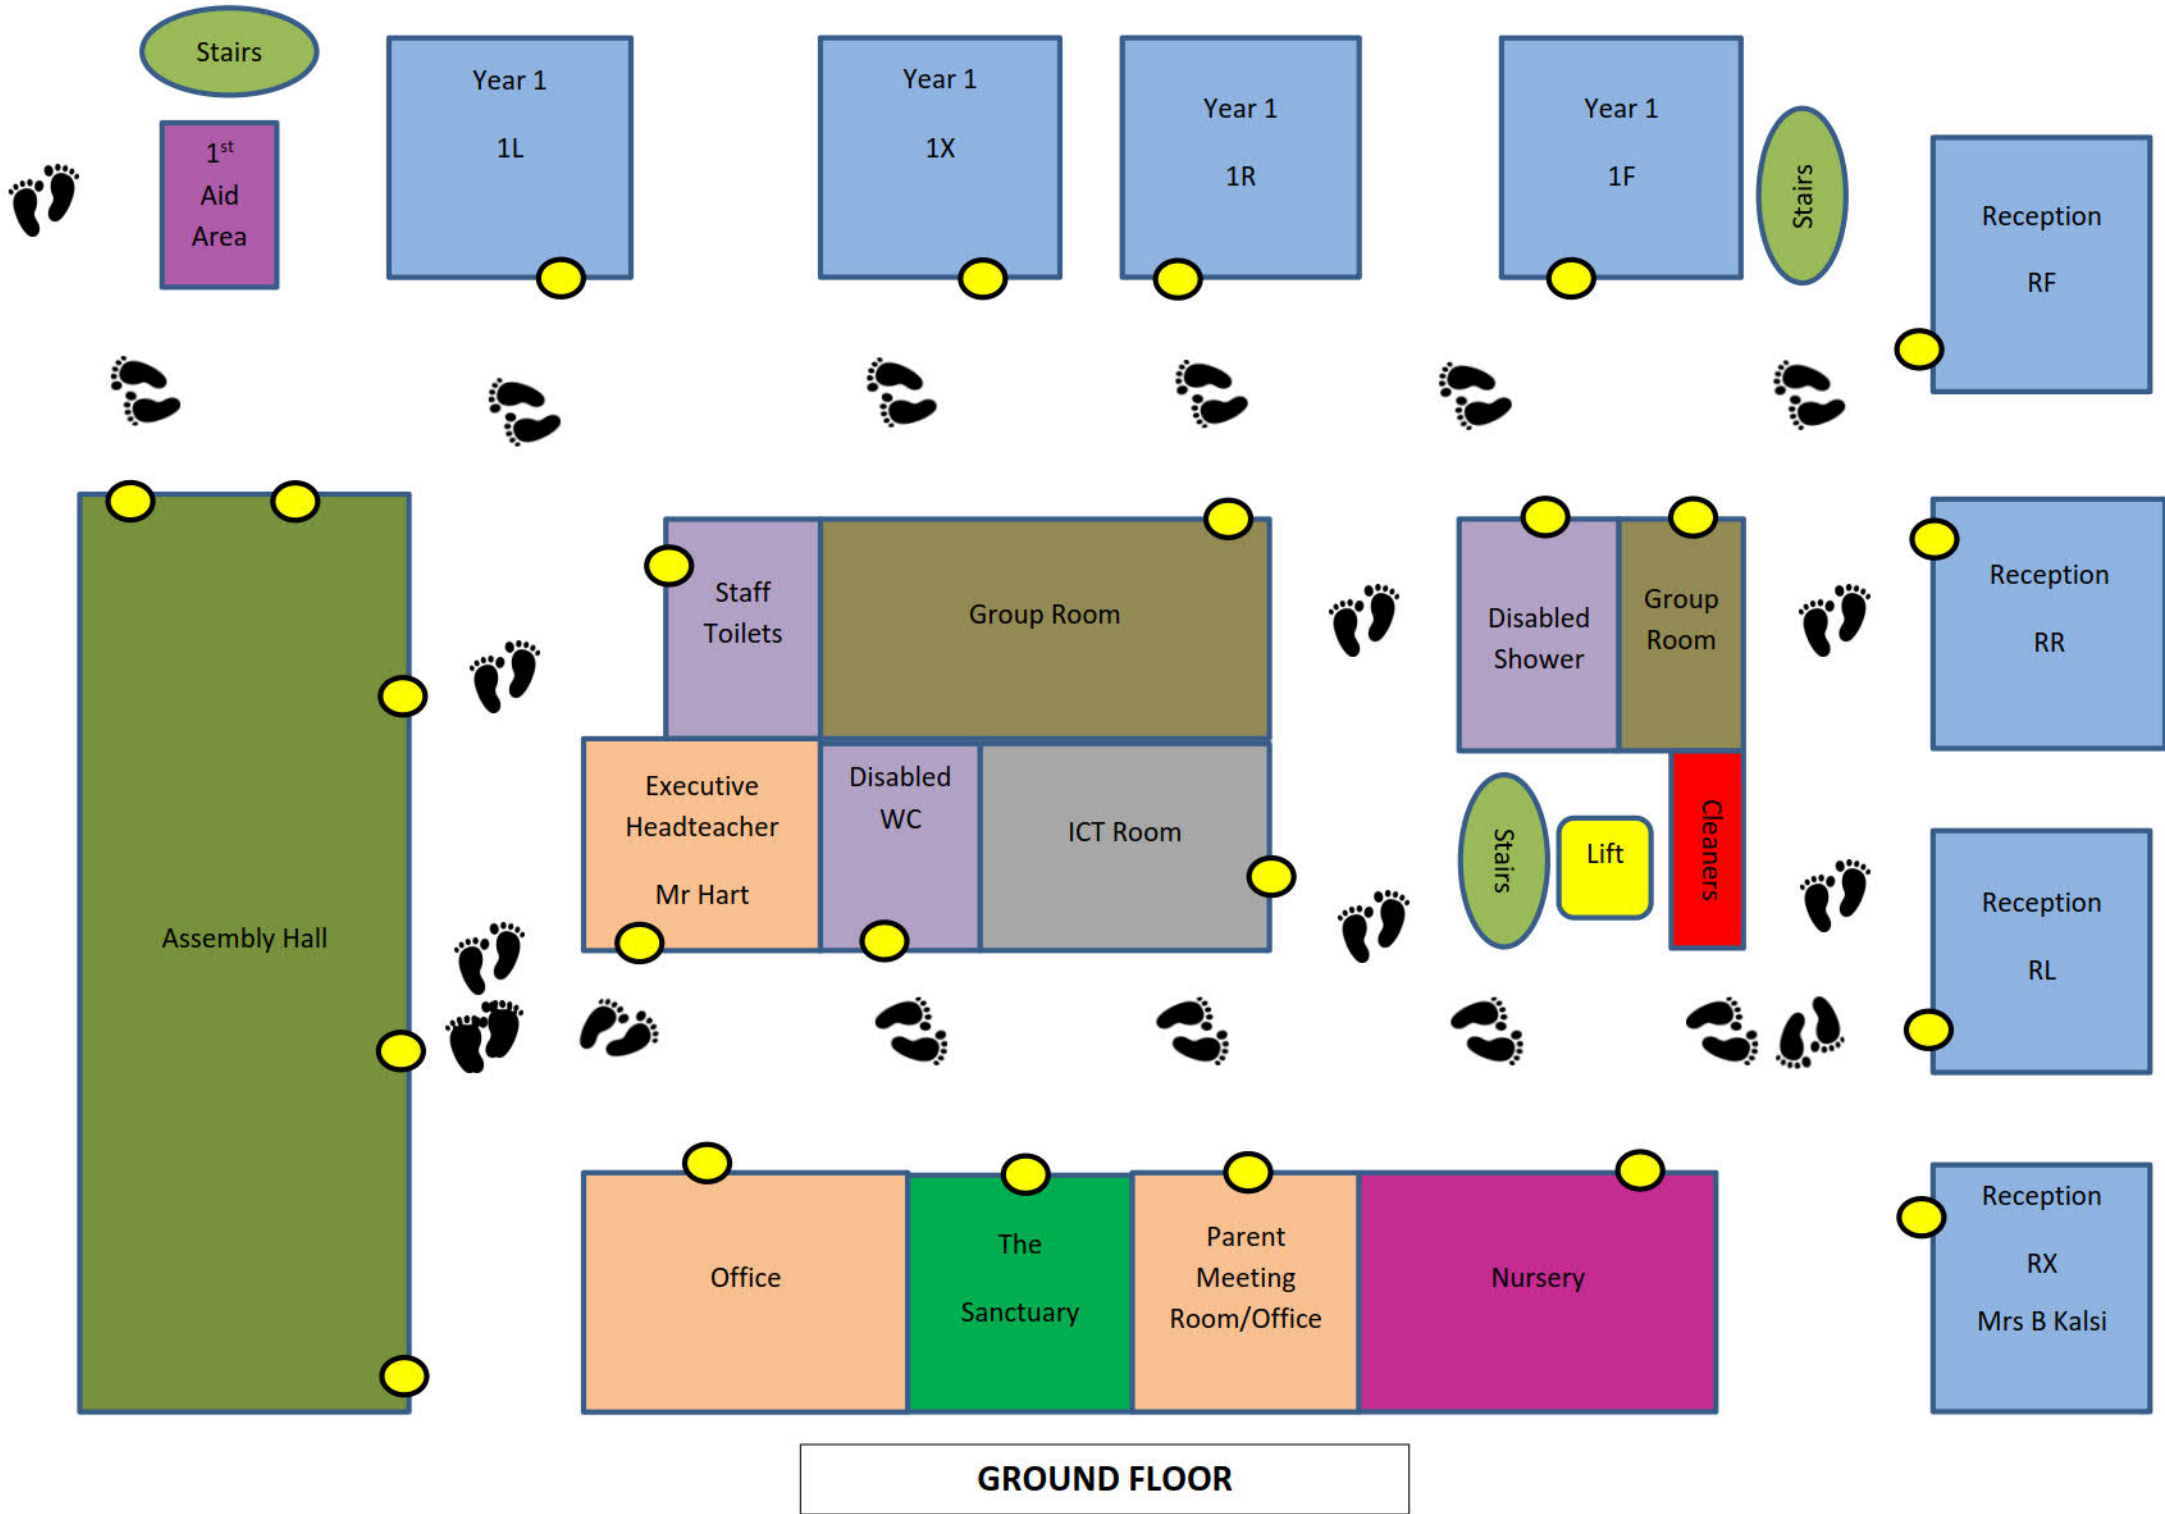 Stairs
1st
Aid
Area
Year 1
1L
Year 1
1X
Year 1
1R
Year 1
1F
Stairs
Reception
RF
Assembly Hall
Staff
Toilets
Group Room
Disabled
Shower
Group
Room
Reception
RR
Executive
Headteacher
Mr Hart
Disabled
WC
ICT Room
Stairs
Lift
Cleaners
Reception
RL
Office
The
Sanctuary
Parent
Meeting
Room/Office
Nursery
Reception
RX
Mrs B Kalsi
GROUND FLOOR